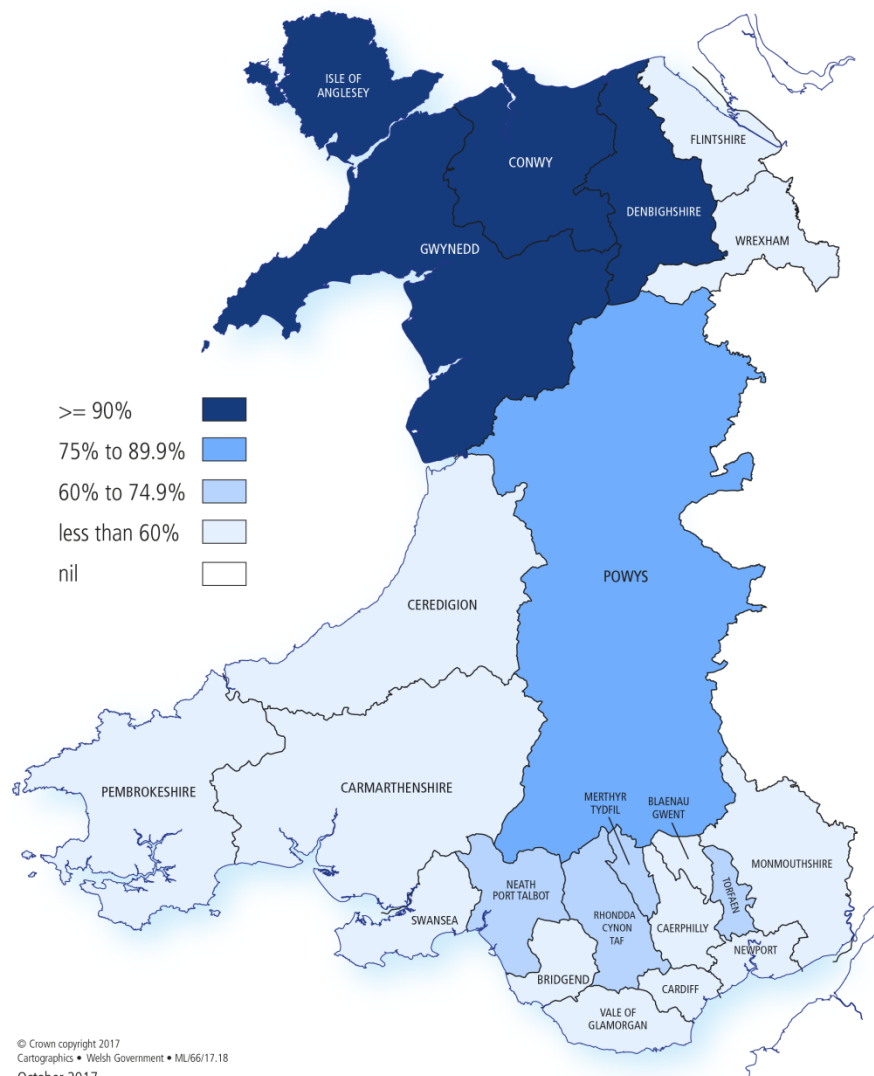 ISLE OF
ANGLESEY
FLINTSHIRE
CONWY
DENBIGHSHIRE
WREXHAM
GWYNEDD
>= 90%
75% to 89.9%
60% to 74.9%
less than 60%
nil
POWYS
CEREDIGION
PEMBROKESHIRE
CARMARTHENSHIRE
MERTHYR
TYDFIL
BLAENAU
GWENT
MONMOUTHSHIRE
NEATH
PORT TALBOT
TORFAEN
SWANSEA
RHONDDA
CYNON
TAF
CAERPHILLY
NEWPORT
BRIDGEND
CARDIFF
VALE OF
GLAMORGAN
© Crown copyright 2017
Cartographics • Welsh Government • ML/66/17.18
October 2017